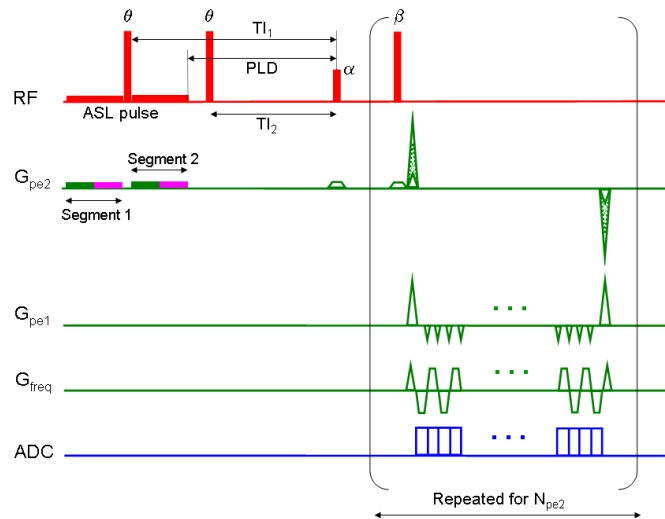 θ θ β
TI₁
PLD α
RF
ASL pulse
TI₂
Segment 2
Gpe2
Segment 1
Gpe1
Gfreq
ADC
Repeated for Npe2